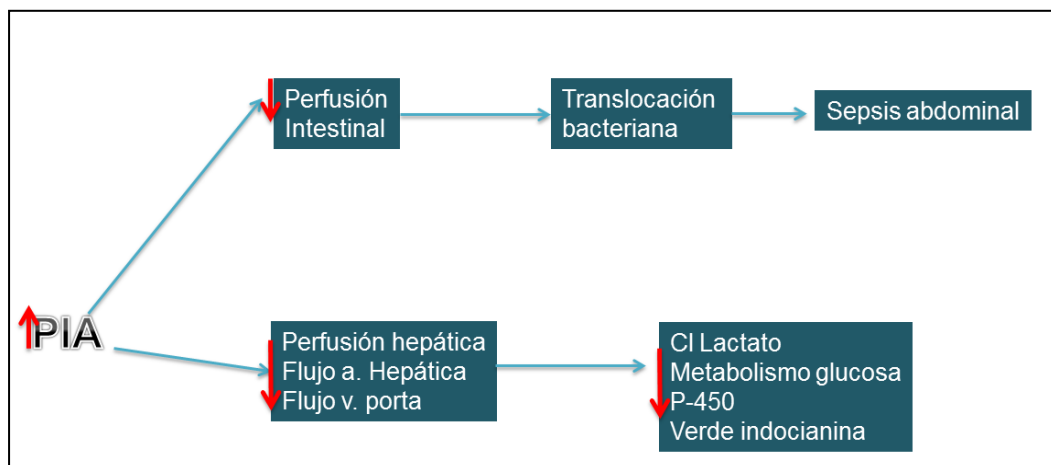 Perfusión
Intestinal
Translocación
bacteriana
Sepsis abdominal
PIA
Perfusión hepática
Flujo a. Hepática
Flujo v. porta
Cl Lactato
Metabolismo glucosa
P-450
Verde indocianina